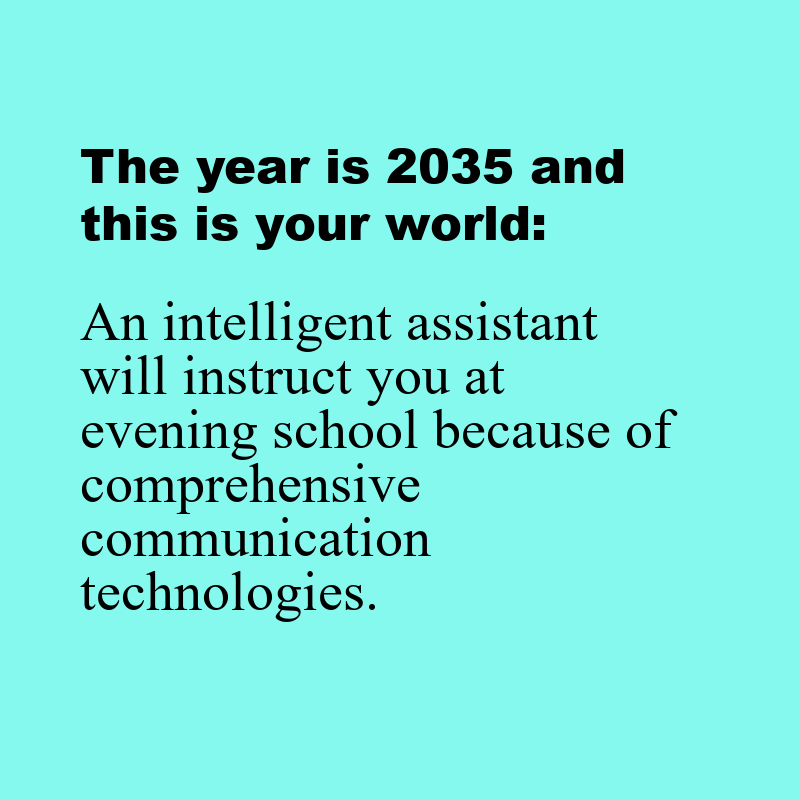 The year is 2035 and
this is your world:
An intelligent assistant
will instruct you at
evening school because of
comprehensive
communication
technologies.